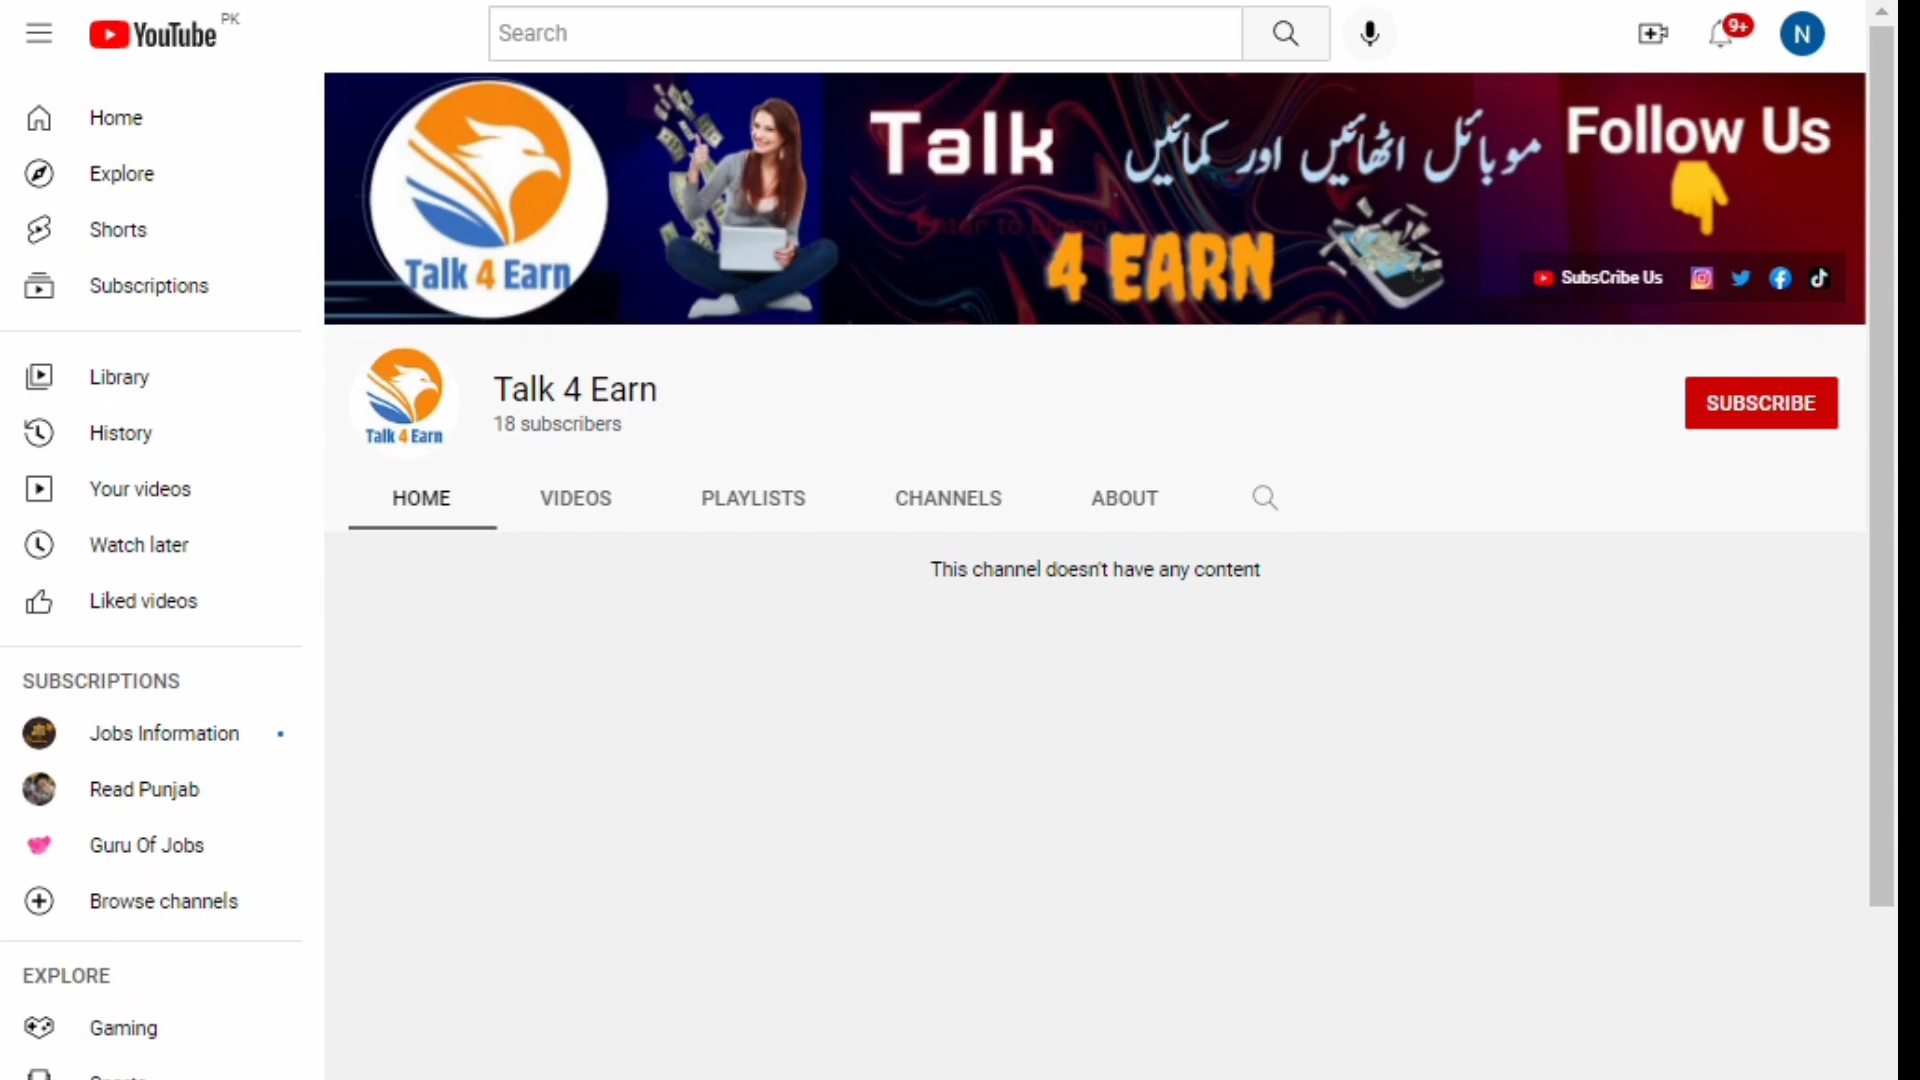 YouTube PK
Search
9+
N
Home
Explore
Shorts
Subscriptions
Library
History
Your videos
Watch later
Liked videos
SUBSCRIPTIONS
Jobs Information
Read Punjab
Guru Of Jobs
Browse channels
EXPLORE
Gaming
Talk 4 Earn
Talk
4 EARN
موبائل اٹھائیں اور کمائیں
Follow Us
SubsCribe Us
Talk 4 Earn
Talk 4 Earn
18 subscribers
SUBSCRIBE
HOME VIDEOS PLAYLISTS CHANNELS ABOUT
This channel doesn't have any content